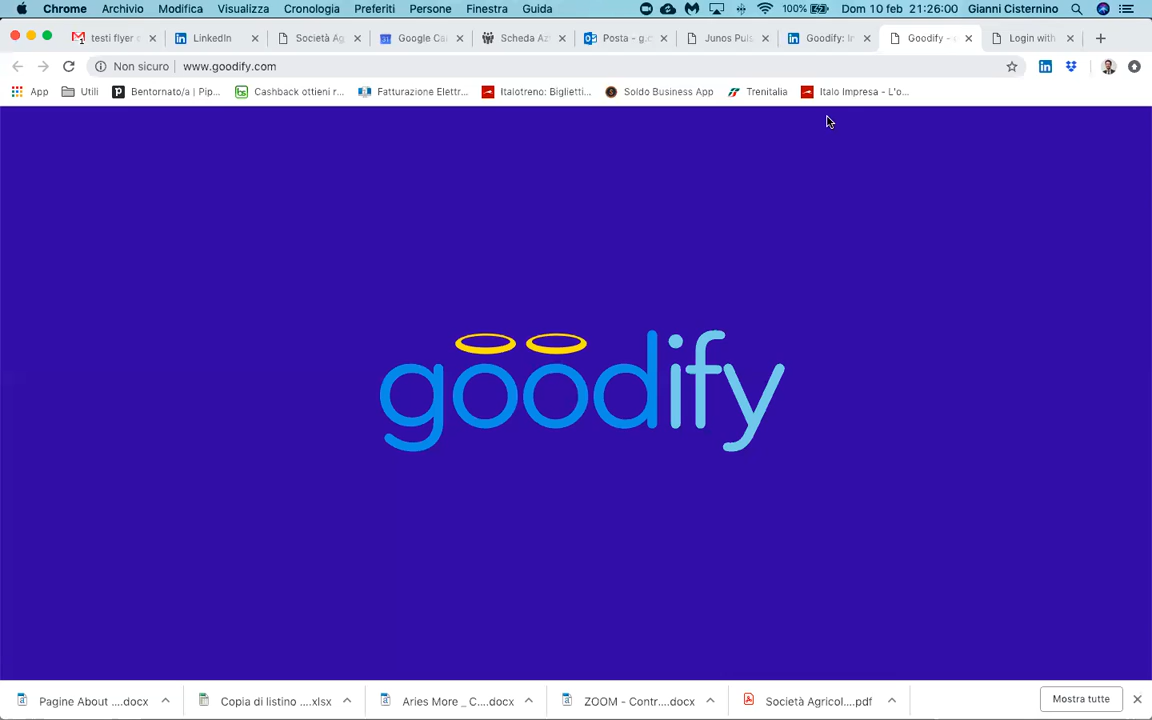 Chrome Archivio Modifica Visualizza Cronologia Preferiti Persone Finestra Guida 100% Dom 10 feb 21:26:00 Gianni Cisternino
testi flyer LinkedIn Società Ag Google Ca Scheda Az Posta - g.c Junos Puls Goodify: In Goodify - Login with
Non sicuro www.goodify.com
App Utili Bentornato/a | Pip... Cashback ottieni r... Fatturazione Elettr... Italotreno: Biglietti... Soldo Business App Trenitalia Italo Impresa - L'o...
goodify
Pagine About ....docx Copia di listino ....xlsx Aries More _ C....docx ZOOM - Contr....docx Società Agricol....pdf Mostra tutte